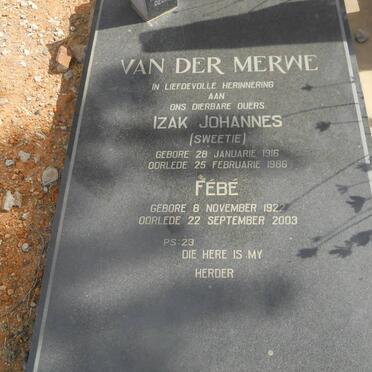 VAN DER MERWE
IN LIEFDEVOLLE HERINNERING
AAN
ONS DIERBARE OUERS
IZAK JOHANNES
(SWEETIE)
GEBORE 28 JANUARIE 1916
OORLEDE 25 FEBRUARIE 1986
FÉBÉ
GEBORE 8 NOVEMBER 1922
OORLEDE 22 SEPTEMBER 2003
PS:23
DIE HERE IS MY
HERDER